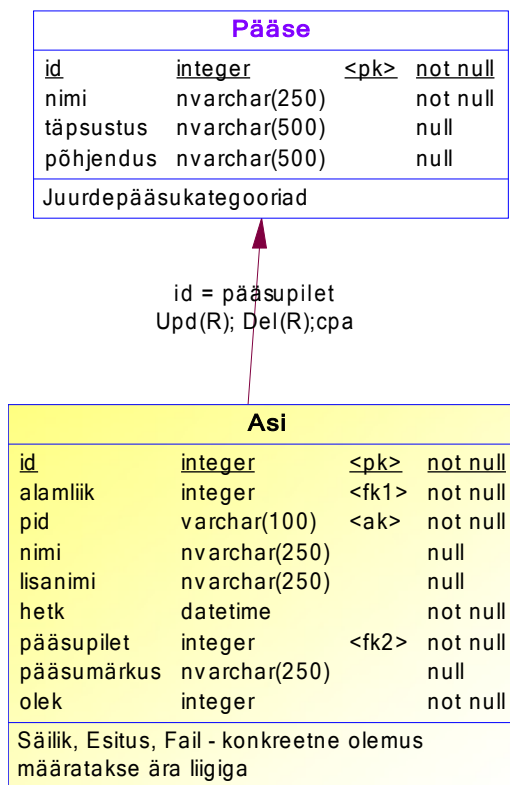 Pääse
id integer <pk> not null
nimi nvarchar(250) not null
täpsustus nvarchar(500) null
põhjendus nvarchar(500) null
Juurdepääsukategooriad
id = pääsupilet
Upd(R); Del(R);cpa
Asi
id integer <pk> not null
alamliik integer <fk1> not null
pid varchar(100) <ak> not null
nimi nvarchar(250) null
lisanimi nvarchar(250) null
hetk datetime not null
pääsupilet integer <fk2> not null
pääsumärkus nvarchar(250) null
olek integer not null
Säilik, Esitus, Fail - konkreetne olemus
määratakse ära liigiga